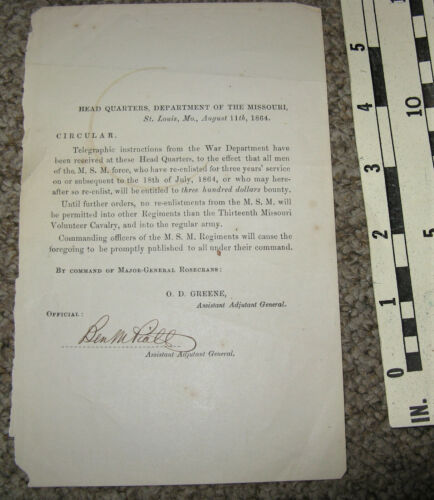 HEAD QUARTERS, DEPARTMENT OF THE MISSOURI,
St. Louis, Mo., August 11th, 1864.
CIRCULAR.
Telegraphic instructions from the War Department have
been received at these Head Quarters, to the effect that all men
of the M. S. M. force, who have re-enlisted for three years' service
on or subsequent to the 18th of July, 1864, or who may here-
after so re-enlist, will be entitled to three hundred dollars bounty.
Until further orders, no re-enlistments from the M. S. M. will
be permitted into other Regiments than the Thirteenth Missouri
Volunteer Cavalry, and into the regular army.
Commanding officers of the M. S. M. Regiments will cause the
foregoing to be promptly published to all under their command.
BY COMMAND OF MAJOR-GENERAL ROSECRANS:
O. D. GREENE,
Assistant Adjutant General.
OFFICIAL:
Ben M Piatt
Assistant Adjutant General.
5
4
10
3
2
5
1
0
IN.